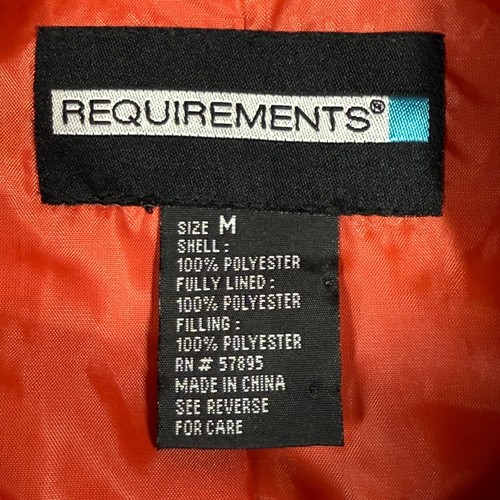 REQUIREMENTS®
SIZE M
SHELL :
100% POLYESTER
FULLY LINED :
100% POLYESTER
FILLING :
100% POLYESTER
RN # 57895
MADE IN CHINA
SEE REVERSE
FOR CARE